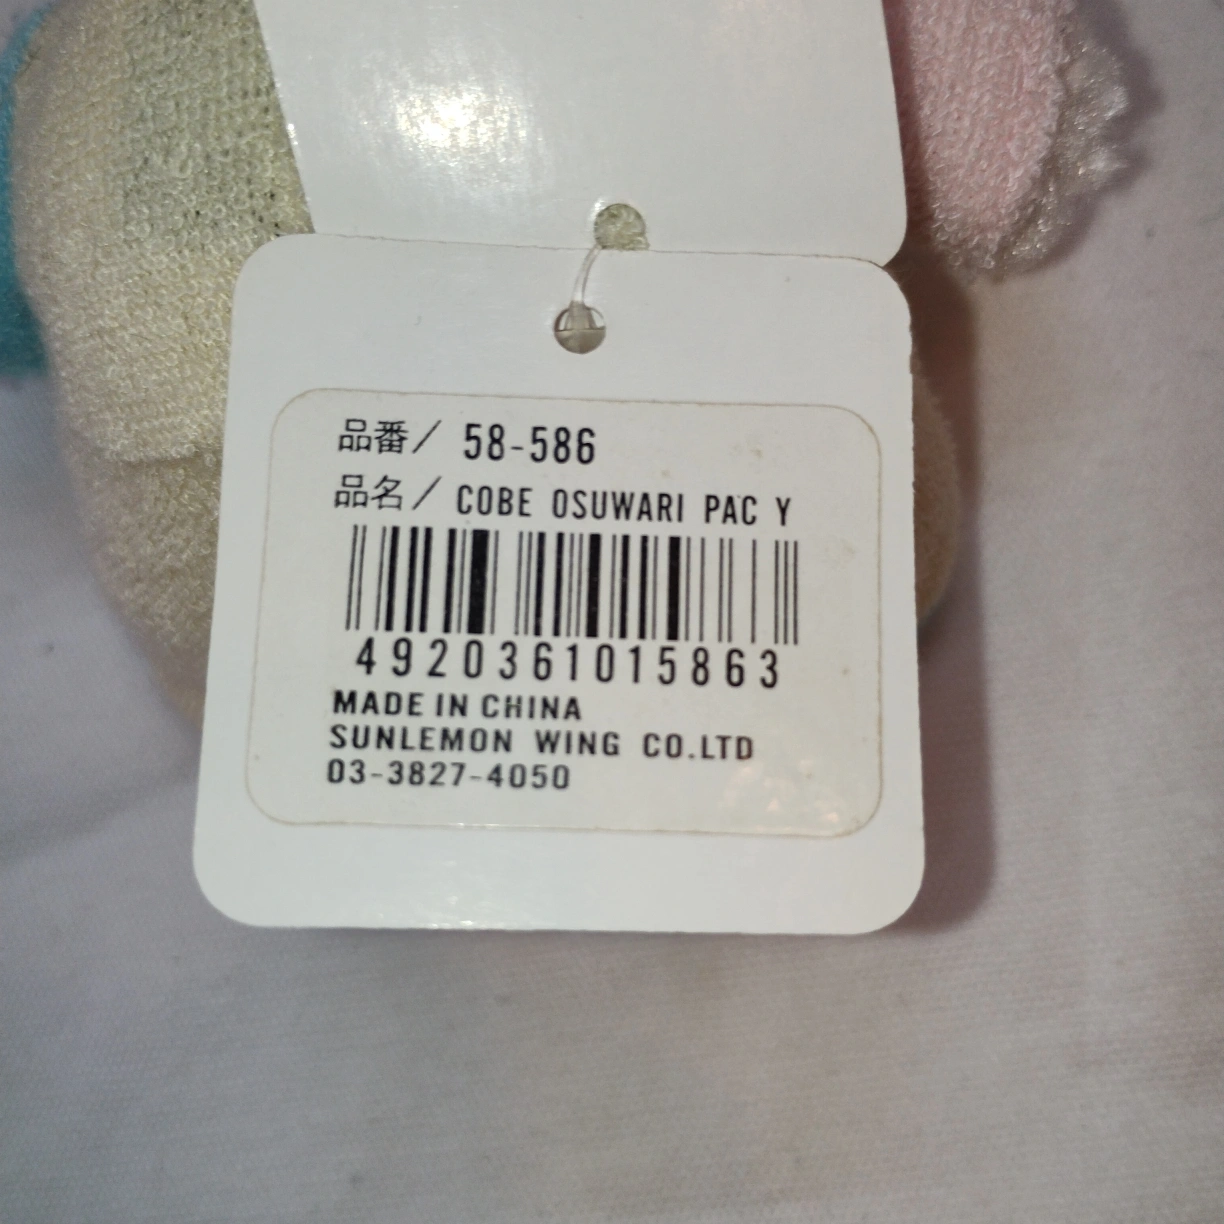 品番/ 58-586
品名/ COBE OSUWARI PAC Y
4920361015863
MADE IN CHINA
SUNLEMON WING CO.LTD
03-3827-4050